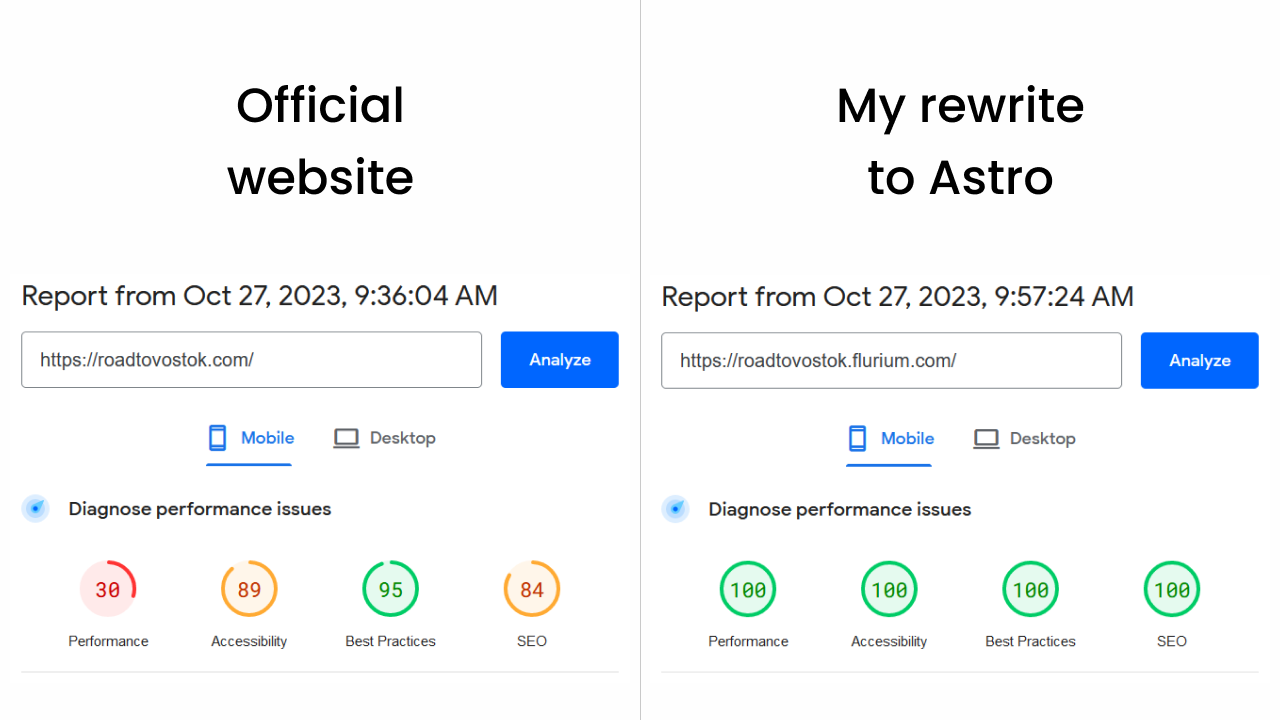 Official
website
Report from Oct 27, 2023, 9:36:04 AM
https://roadtovostok.com/
Analyze
Mobile
Desktop
Diagnose performance issues
30
89
95
84
Performance
Accessibility
Best Practices
SEO
My rewrite
to Astro
Report from Oct 27, 2023, 9:57:24 AM
https://roadtovostok.flurium.com/
Analyze
Mobile
Desktop
Diagnose performance issues
100
100
100
100
Performance
Accessibility
Best Practices
SEO